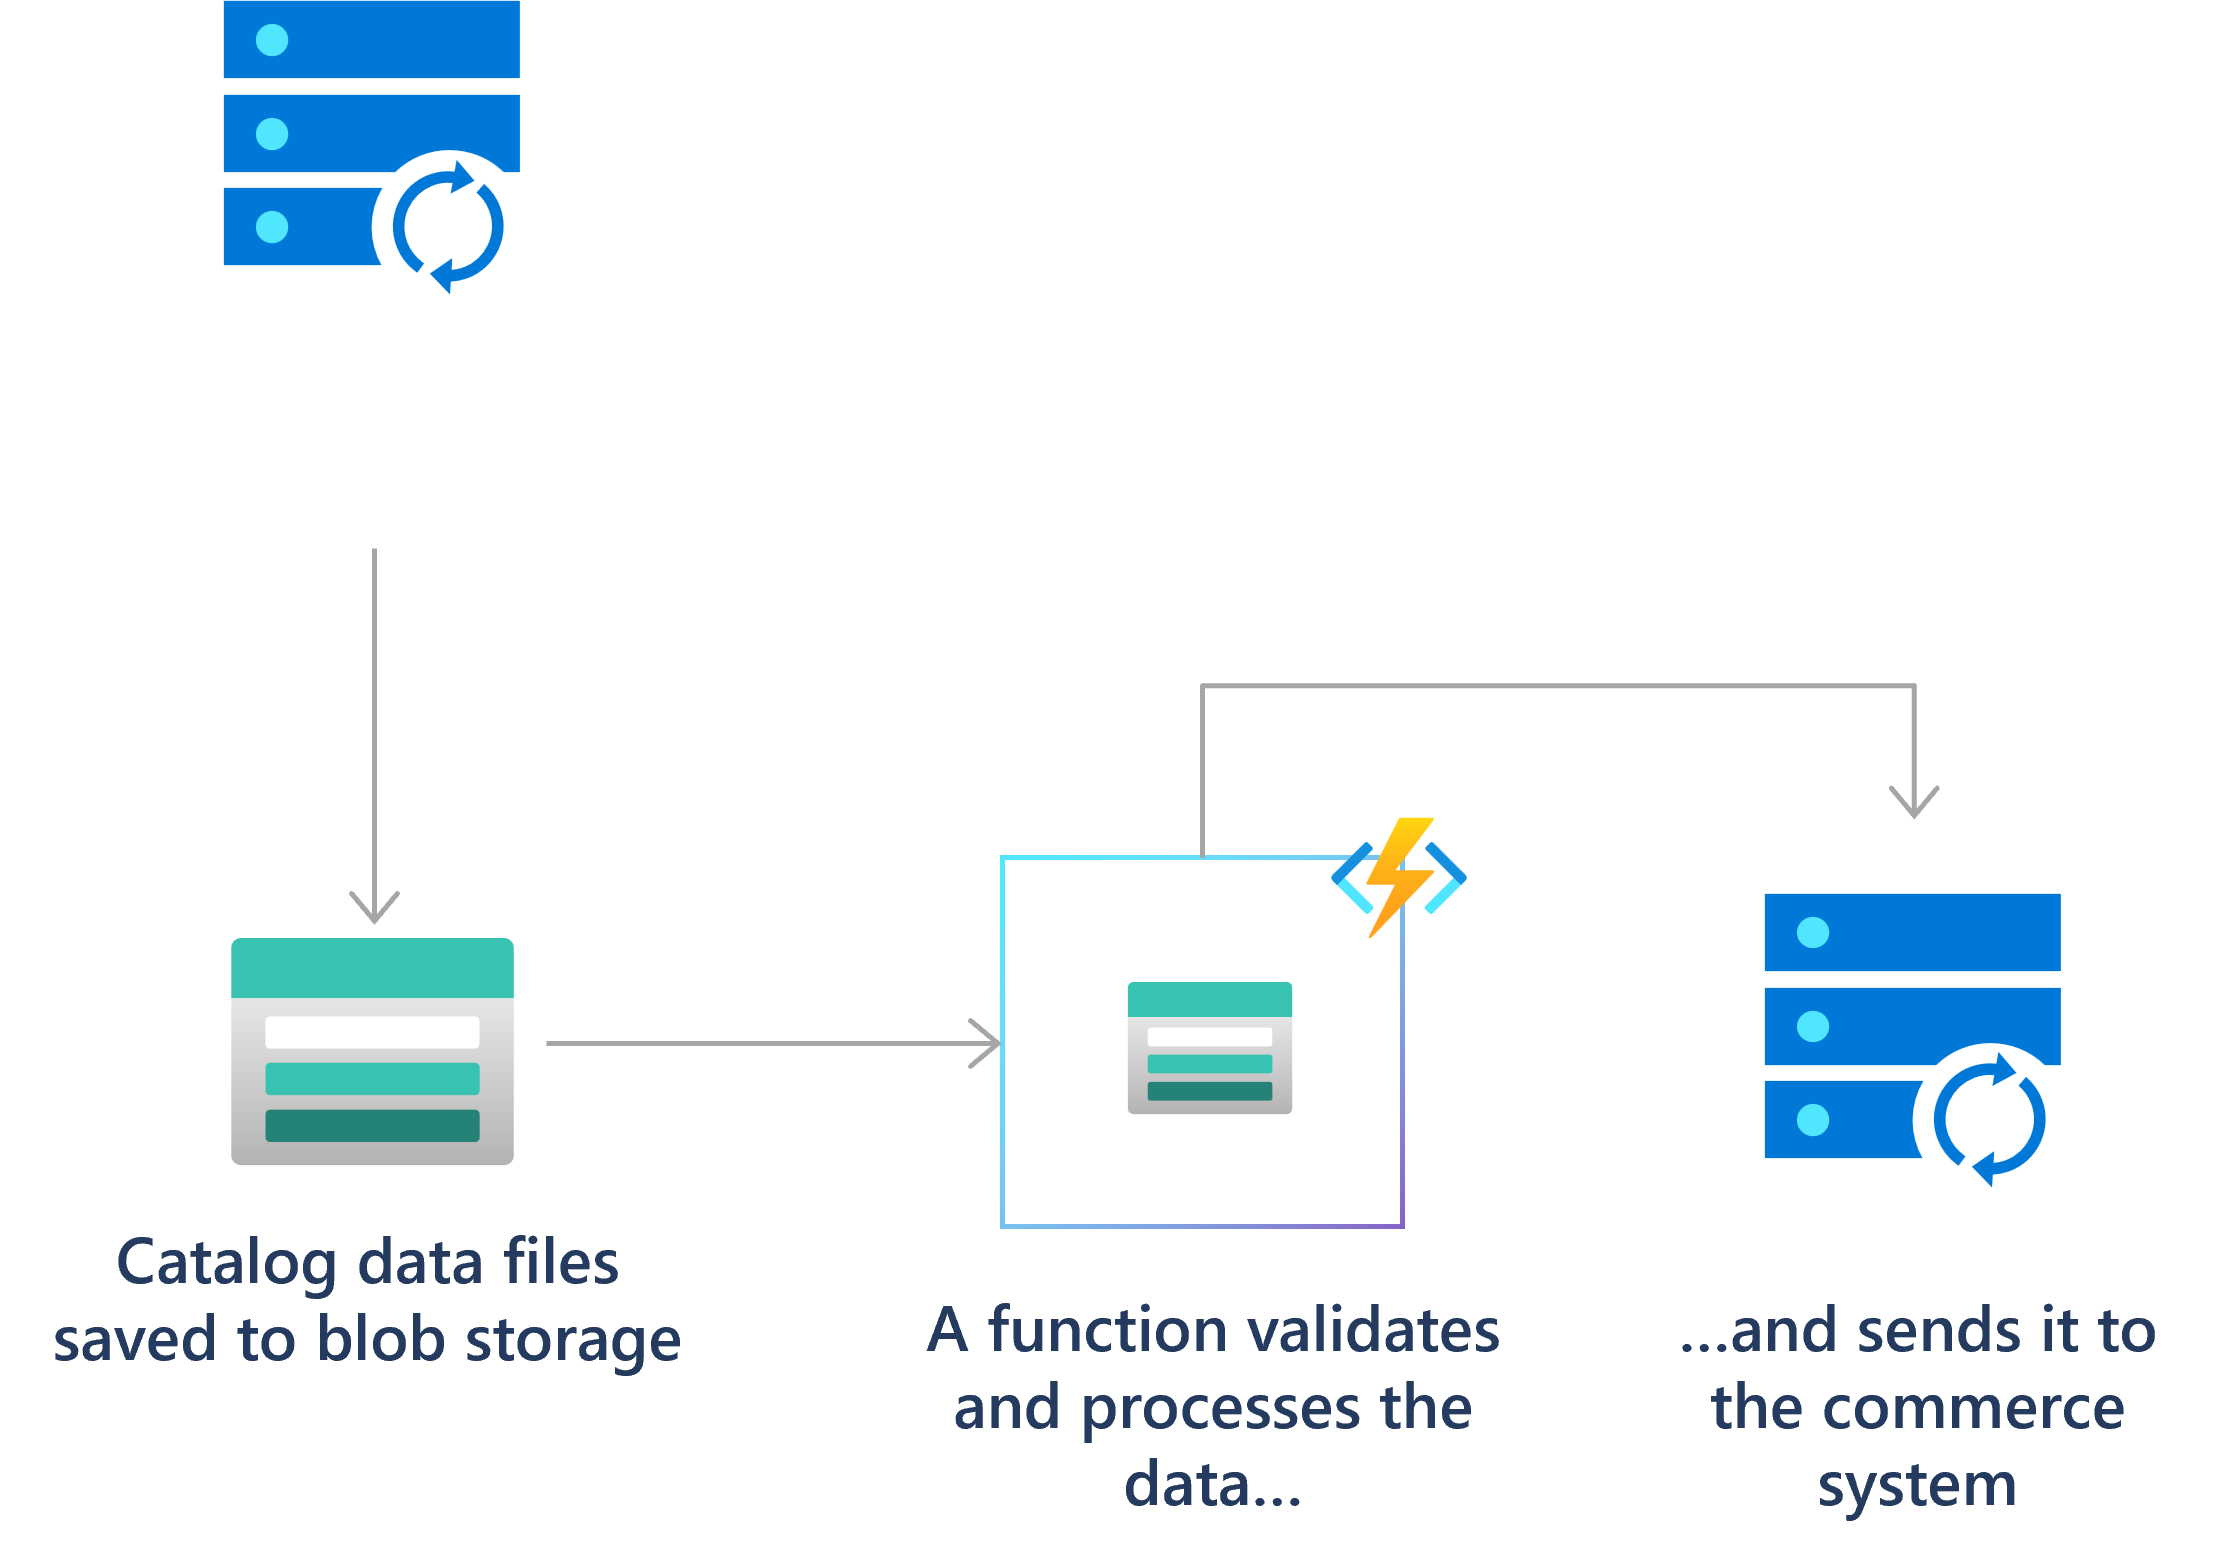 Catalog data files
saved to blob storage
A function validates
and processes the
data...
...and sends it to
the commerce
system